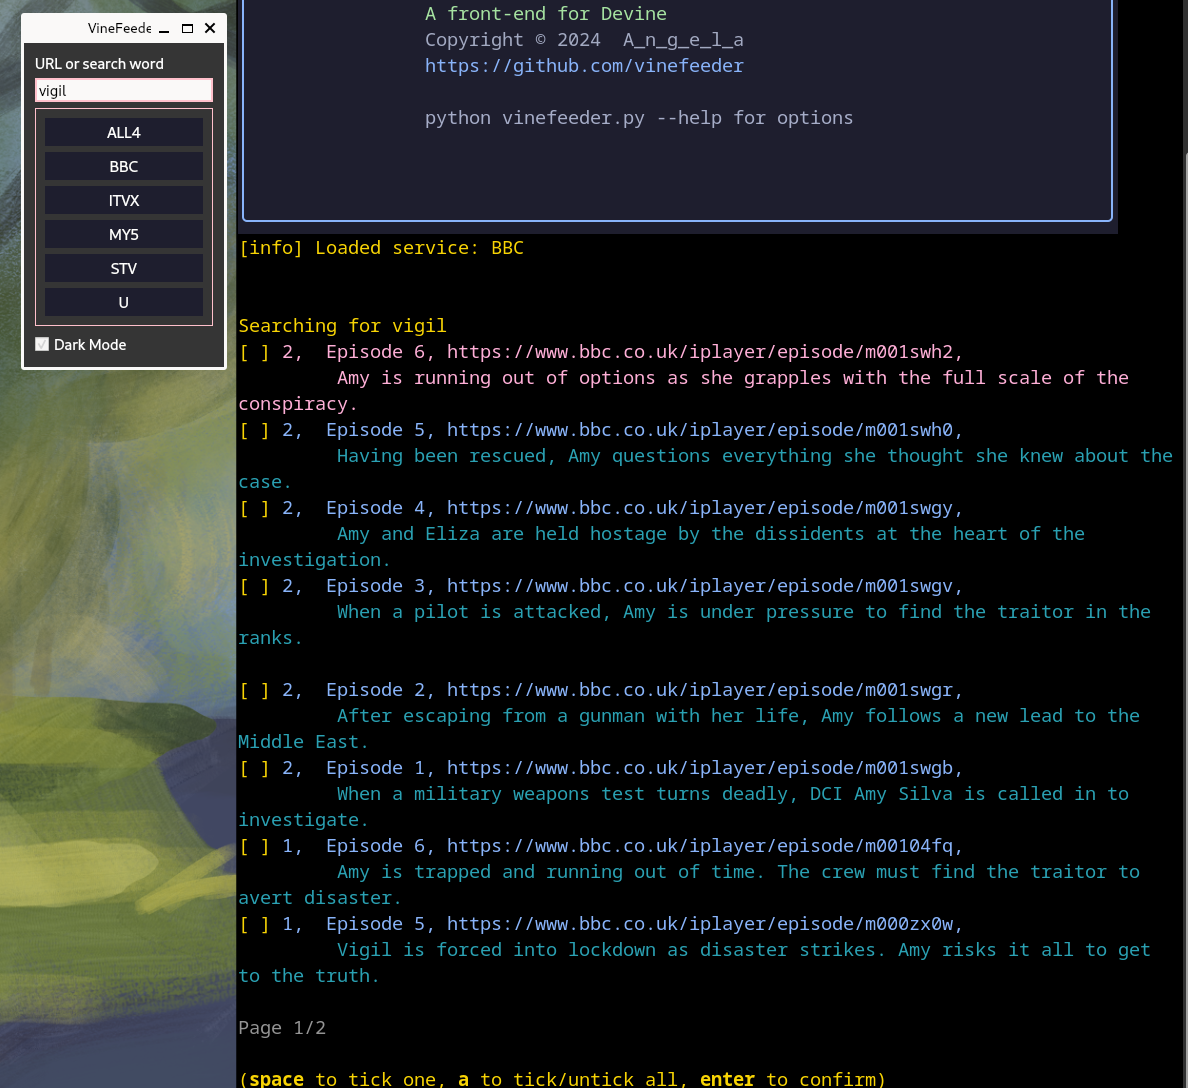 VineFeede
URL or search word
vigil
ALL4
BBC
ITVX
MY5
STV
U
Dark Mode
A front-end for Devine
Copyright © 2024  A_n_g_e_l_a
https://github.com/vinefeeder
python vinefeeder.py --help for options
[info] Loaded service: BBC
Searching for vigil
[ ] 2,  Episode 6, https://www.bbc.co.uk/iplayer/episode/m001swh2,
Amy is running out of options as she grapples with the full scale of the
conspiracy.
[ ] 2,  Episode 5, https://www.bbc.co.uk/iplayer/episode/m001swh0,
Having been rescued, Amy questions everything she thought she knew about the
case.
[ ] 2,  Episode 4, https://www.bbc.co.uk/iplayer/episode/m001swgy,
Amy and Eliza are held hostage by the dissidents at the heart of the
investigation.
[ ] 2,  Episode 3, https://www.bbc.co.uk/iplayer/episode/m001swgv,
When a pilot is attacked, Amy is under pressure to find the traitor in the
ranks.
[ ] 2,  Episode 2, https://www.bbc.co.uk/iplayer/episode/m001swgr,
After escaping from a gunman with her life, Amy follows a new lead to the
Middle East.
[ ] 2,  Episode 1, https://www.bbc.co.uk/iplayer/episode/m001swgb,
When a military weapons test turns deadly, DCI Amy Silva is called in to
investigate.
[ ] 1,  Episode 6, https://www.bbc.co.uk/iplayer/episode/m00104fq,
Amy is trapped and running out of time. The crew must find the traitor to
avert disaster.
[ ] 1,  Episode 5, https://www.bbc.co.uk/iplayer/episode/m000zx0w,
Vigil is forced into lockdown as disaster strikes. Amy risks it all to get
to the truth.
Page 1/2
(space to tick one, a to tick/untick all, enter to confirm)